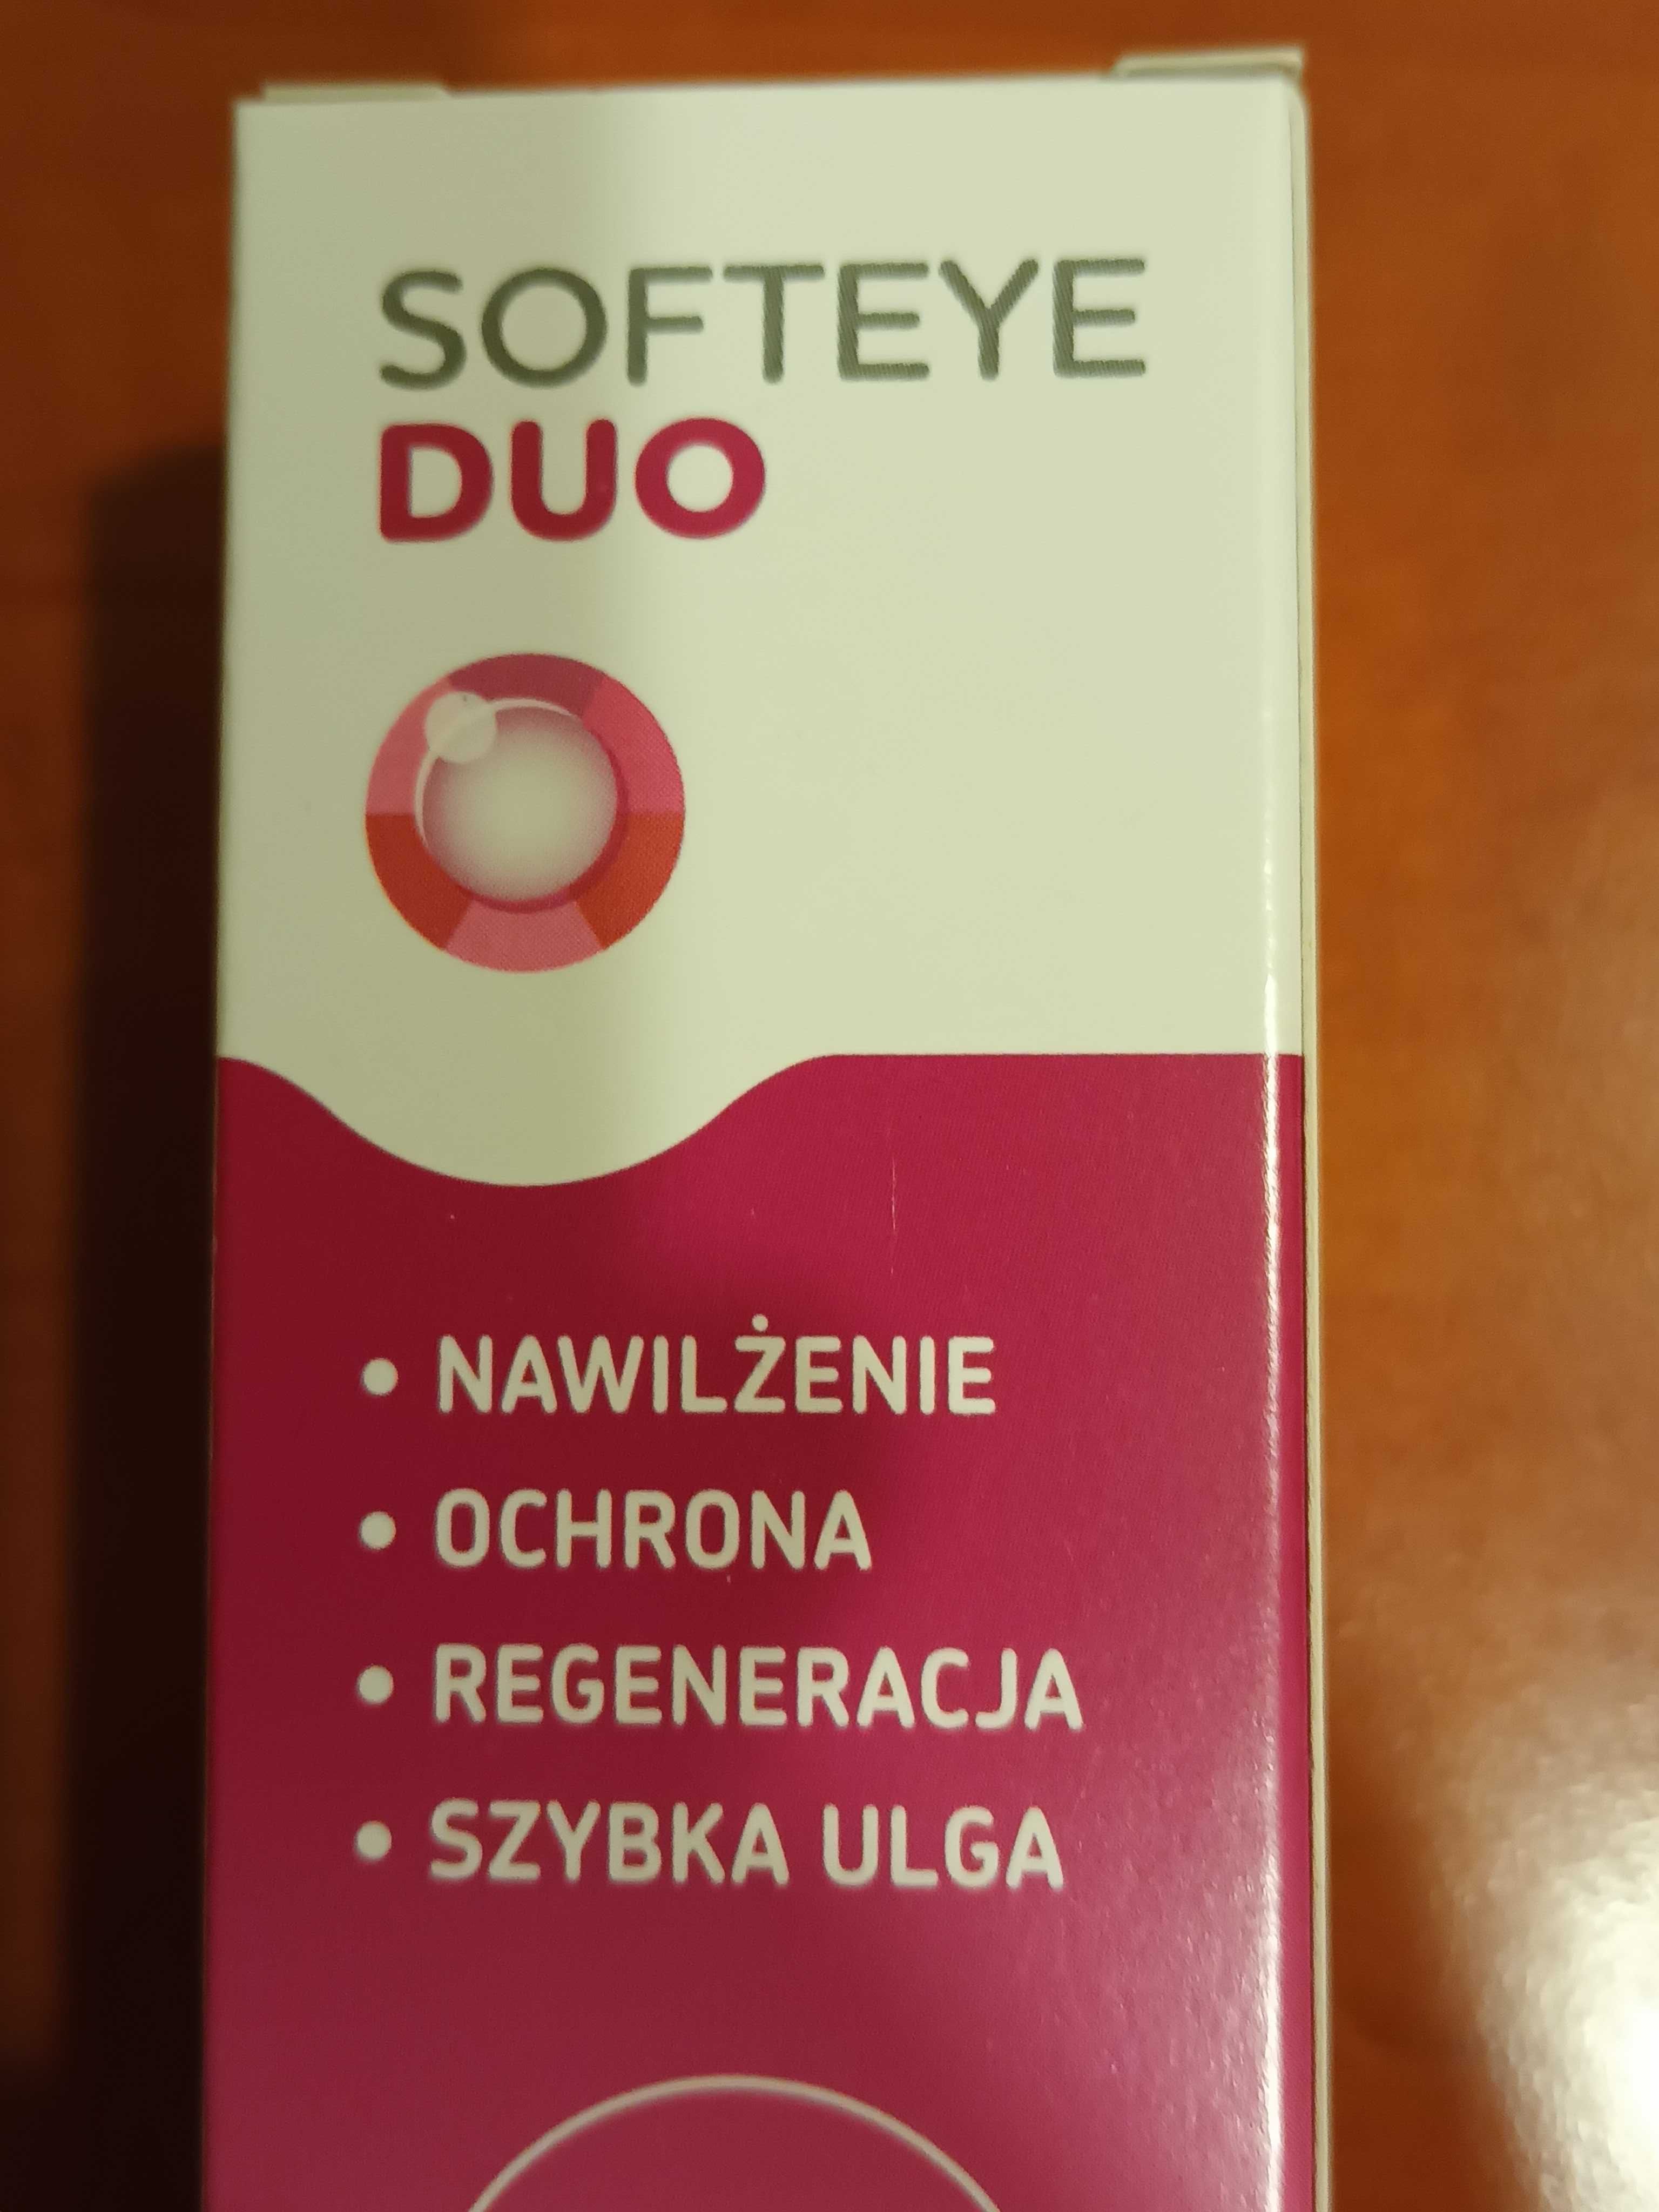 SOFTEYE
DUO
• NAWILŻENIE
• OCHRONA
• REGENERACJA
• SZYBKA ULGA